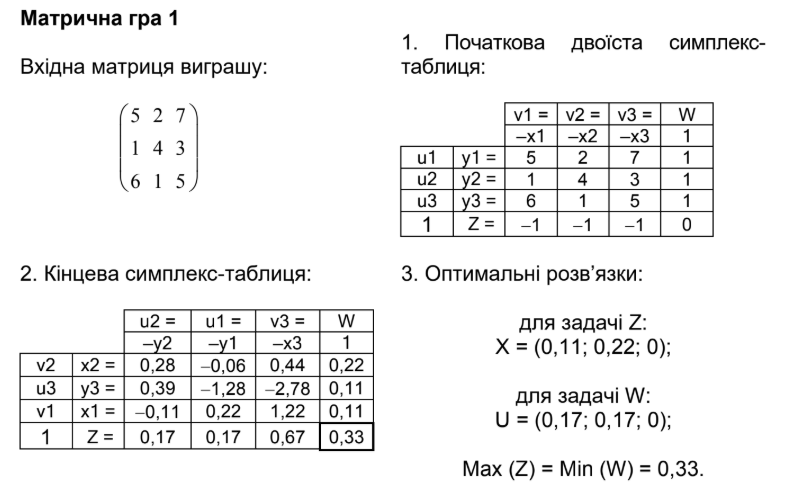 Матрична гра 1
Вхідна матриця виграшу:
5 2 7
1 4 3
6 1 5
1. Початкова двоїста симплекс-
таблиця:
v1 = v2 = v3 = W
–x1 –x2 –x3 1
u1 y1 = 5 2 7 1
u2 y2 = 1 4 3 1
u3 y3 = 6 1 5 1
1 Z = –1 –1 –1 0
2. Кінцева симплекс-таблиця:
u2 = u1 = v3 = W
–y2 –y1 –x3 1
v2 x2 = 0,28 –0,06 0,44 0,22
u3 y3 = 0,39 –1,28 –2,78 0,11
v1 x1 = –0,11 0,22 1,22 0,11
1 Z = 0,17 0,17 0,67 0,33
3. Оптимальні розв’язки:
для задачі Z:
X = (0,11; 0,22; 0);
для задачі W:
U = (0,17; 0,17; 0);
Max (Z) = Min (W) = 0,33.